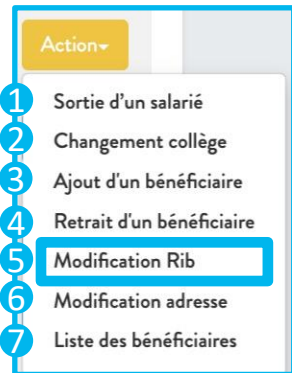 Action
1 Sortie d’un salarié
2 Changement collège
3 Ajout d'un bénéficiaire
4 Retrait d'un bénéficiaire
5 Modification Rib
6 Modification adresse
7 Liste des bénéficiaires